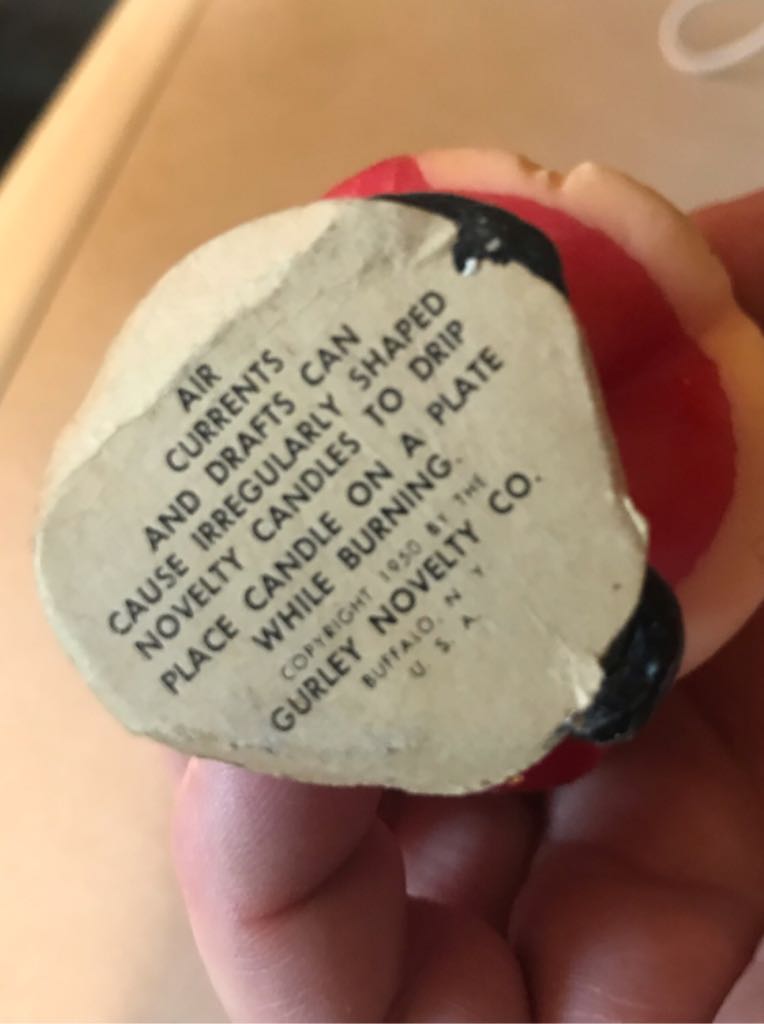 AIR
CURRENTS
AND DRAFTS CAN
CAUSE IRREGULARLY SHAPED
NOVELTY CANDLES TO DRIP
PLACE CANDLE ON A PLATE
WHILE BURNING.
COPYRIGHT 1950 BY THE
GURLEY NOVELTY CO.
BUFFALO, N Y
U. S. A.